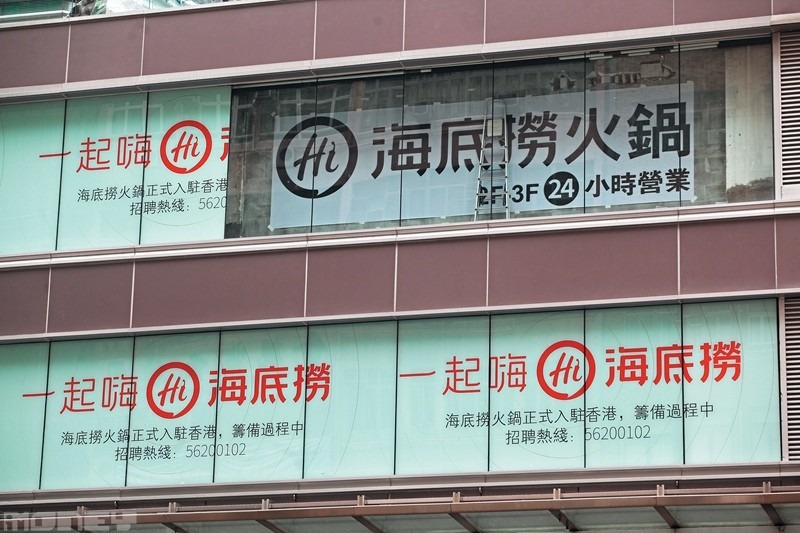 一起嗨 Hi 海
海底撈火鍋正式入駐香港
招聘熱綫：5620
Hi 海底撈火鍋
2F/3F 24 小時營業
一起嗨 Hi 海底撈
海底撈火鍋正式入駐香港，籌備過程中
招聘熱綫：56200102
一起嗨 Hi 海底撈
海底撈火鍋正式入駐香港，籌備過程中
招聘熱綫：56200102
MONEY